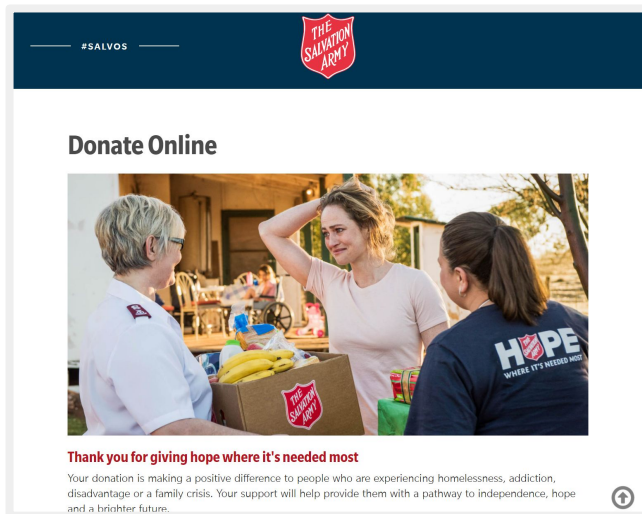 #SALVOS
THE
SALVATION
ARMY
Donate Online
THE
SALVATION
ARMY
HOPE
WHERE IT'S NEEDED MOST
Thank you for giving hope where it's needed most
Your donation is making a positive difference to people who are experiencing homelessness, addiction,
disadvantage or a family crisis. Your support will help provide them with a pathway to independence, hope
and a brighter future.